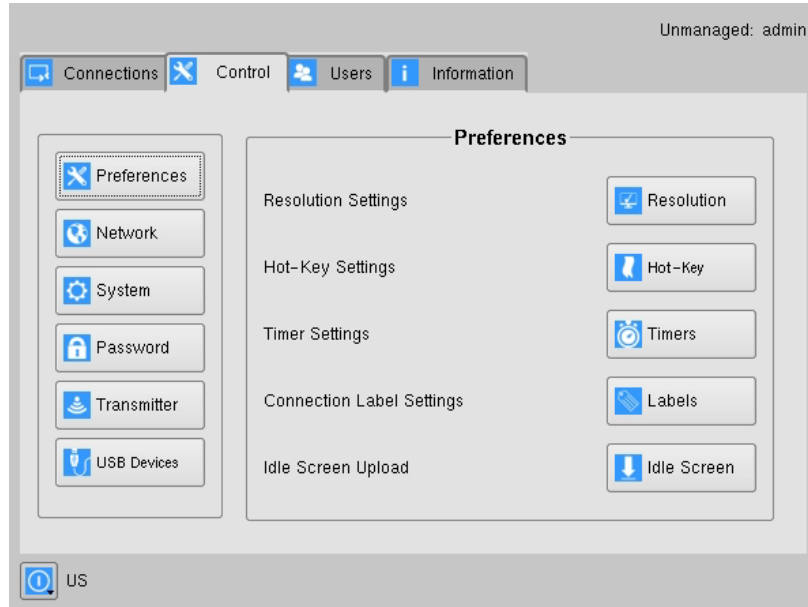 Unmanaged: admin
Connections
Control
Users
Information
Preferences
Network
System
Password
Transmitter
USB Devices
Preferences
Resolution Settings
Resolution
Hot-Key Settings
Hot-Key
Timer Settings
Timers
Connection Label Settings
Labels
Idle Screen Upload
Idle Screen
US